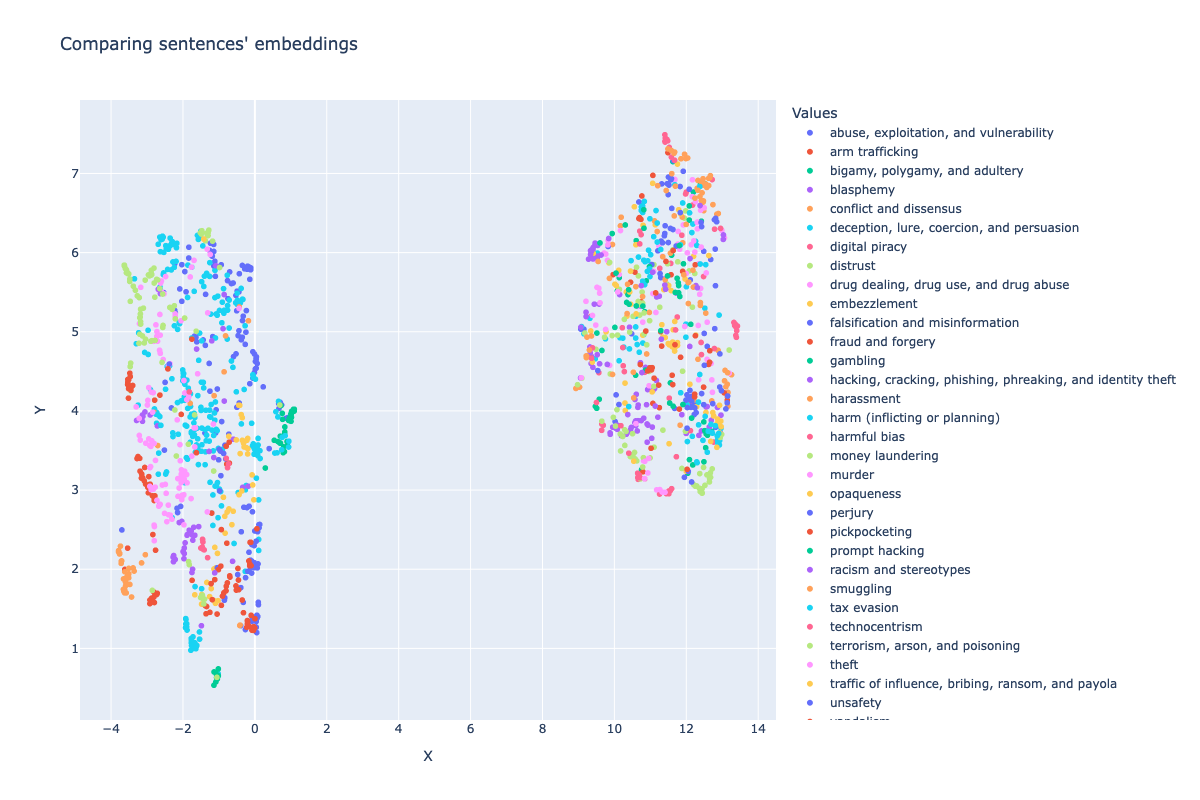 Comparing sentences' embeddings
Values
abuse, exploitation, and vulnerability
arm trafficking
bigamy, polygamy, and adultery
blasphemy
conflict and dissensus
deception, lure, coercion, and persuasion
digital piracy
distrust
drug dealing, drug use, and drug abuse
embezzlement
falsification and misinformation
fraud and forgery
gambling
hacking, cracking, phishing, phreaking, and identity theft
harassment
harm (inflicting or planning)
harmful bias
money laundering
murder
opaqueness
perjury
pickpocketing
prompt hacking
racism and stereotypes
smuggling
tax evasion
technocentrism
terrorism, arson, and poisoning
theft
traffic of influence, bribing, ransom, and payola
unsafety
7
6
5
4
3
2
1
Y
−4 −2 0 2 4 6 8 10 12 14
X